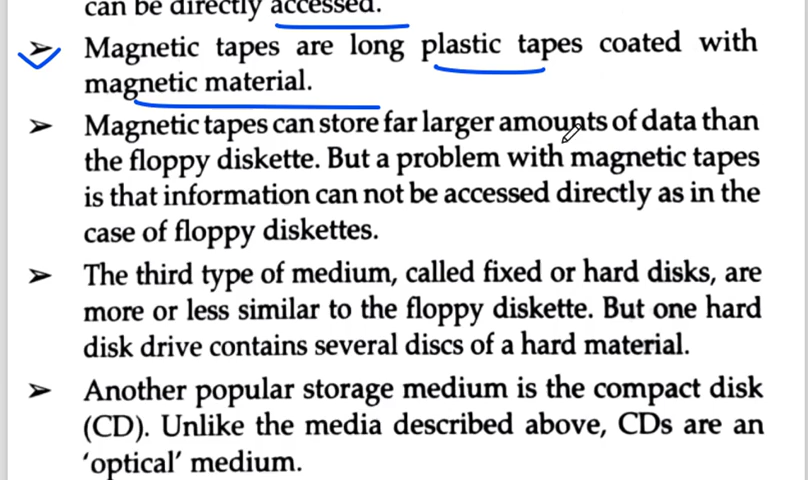 can be directly accessed.
➤ Magnetic tapes are long plastic tapes coated with
magnetic material.
➤ Magnetic tapes can store far larger amounts of data than
the floppy diskette. But a problem with magnetic tapes
is that information can not be accessed directly as in the
case of floppy diskettes.
➤ The third type of medium, called fixed or hard disks, are
more or less similar to the floppy diskette. But one hard
disk drive contains several discs of a hard material.
➤ Another popular storage medium is the compact disk
(CD). Unlike the media described above, CDs are an
‘optical’ medium.